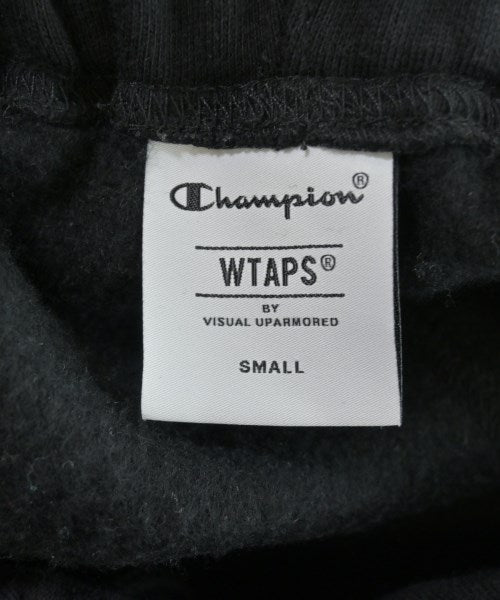 Champion®
WTAPS®
BY
VISUAL UPARMORED
SMALL